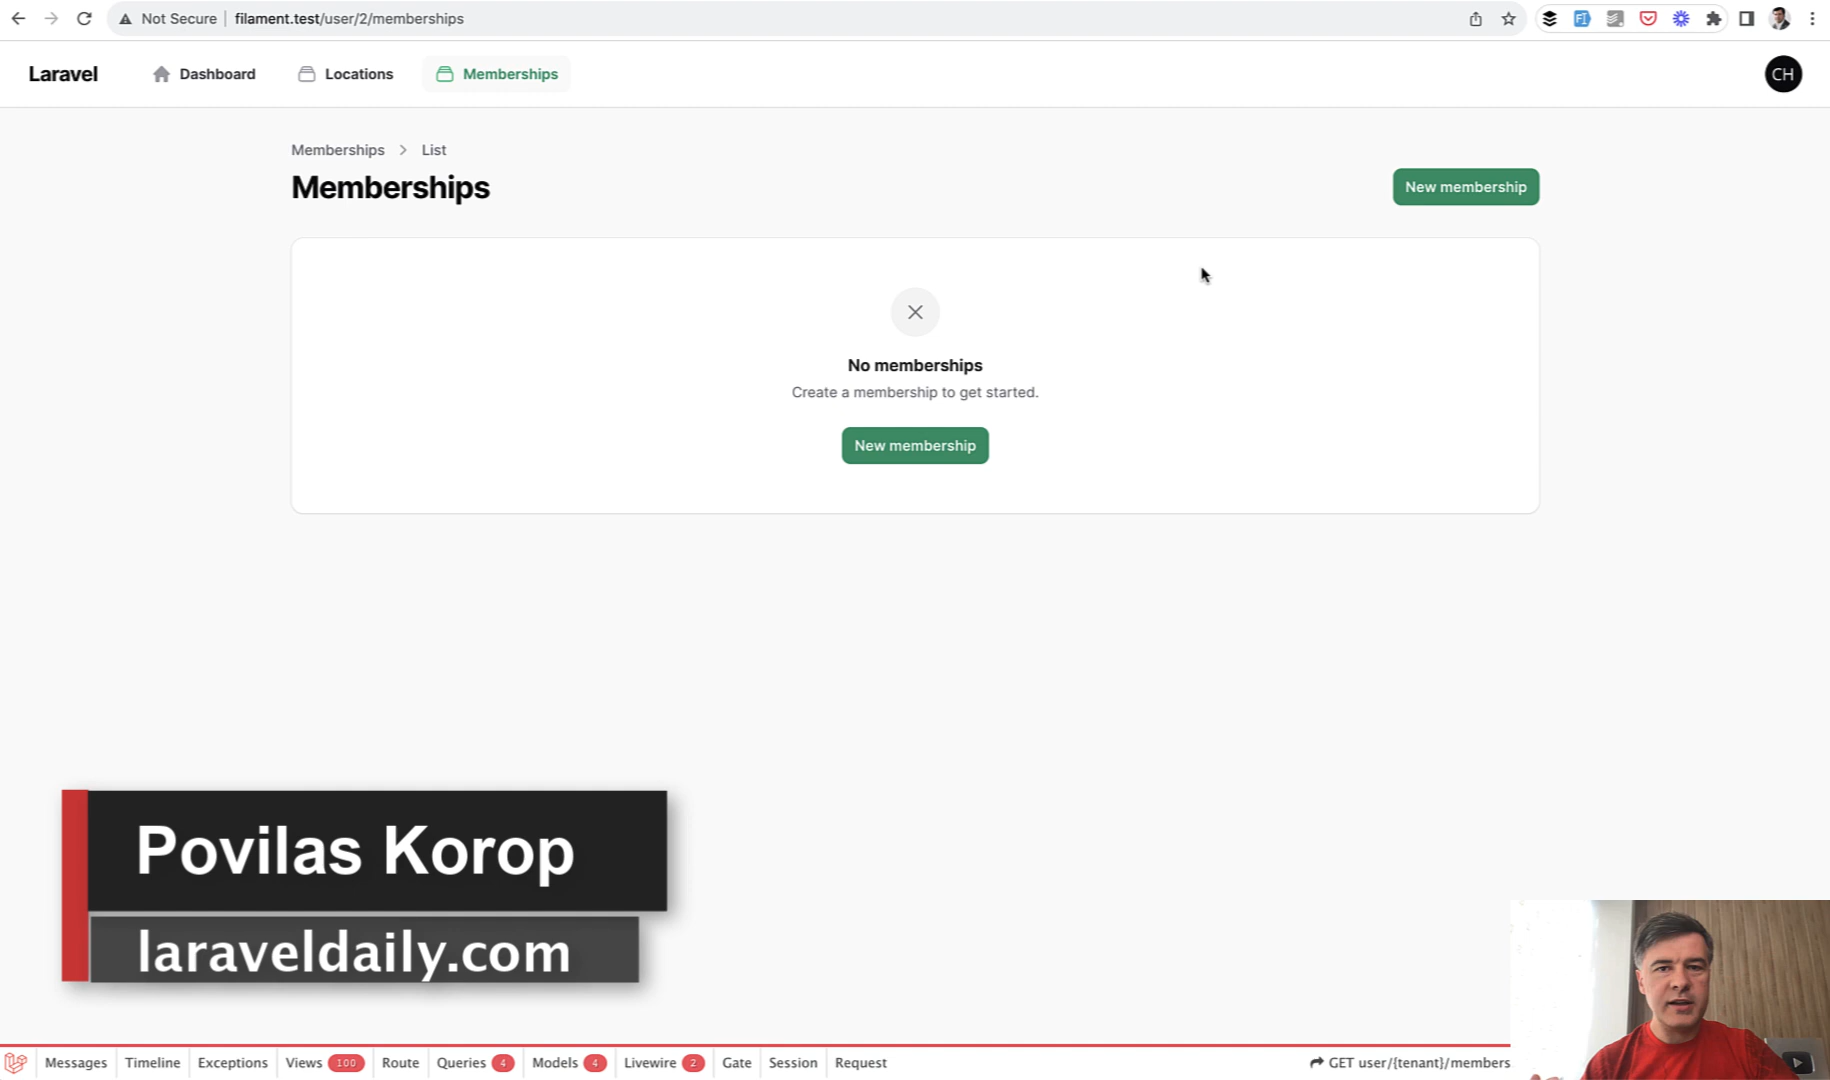 Not Secure filament.test/user/2/memberships
Laravel Dashboard Locations Memberships CH
Memberships > List
Memberships
New membership
No memberships
Create a membership to get started.
New membership
Povilas Korop
laraveldaily.com
Messages Timeline Exceptions Views 100 Route Queries 4 Models 4 Livewire 2 Gate Session Request GET user/{tenant}/members